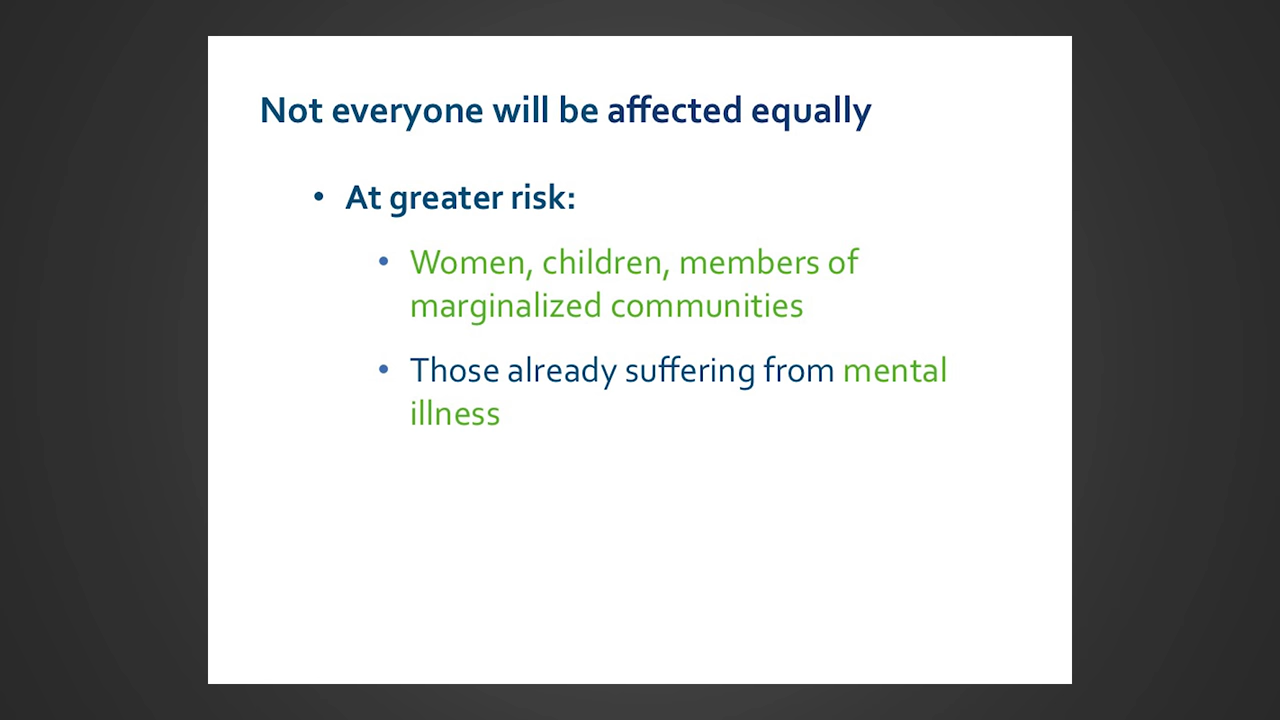 Not everyone will be affected equally
• At greater risk:
• Women, children, members of
marginalized communities
• Those already suffering from mental
illness